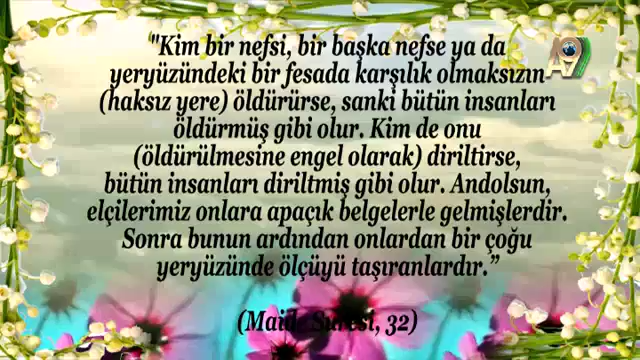 "Kim bir nefsi, bir başka nefse ya da
yeryüzündeki bir fesada karşılık olmaksızın
(haksız yere) öldürürse, sanki bütün insanları
öldürmüş gibi olur. Kim de onu
(öldürülmesine engel olarak) diriltirse,
bütün insanları diriltmiş gibi olur. Andolsun,
elçilerimiz onlara apaçık belgelerle gelmişlerdir.
Sonra bunun ardından onlardan bir çoğu
yeryüzünde ölçüyü taşıranlardır.”
(Maide Suresi, 32)
A9